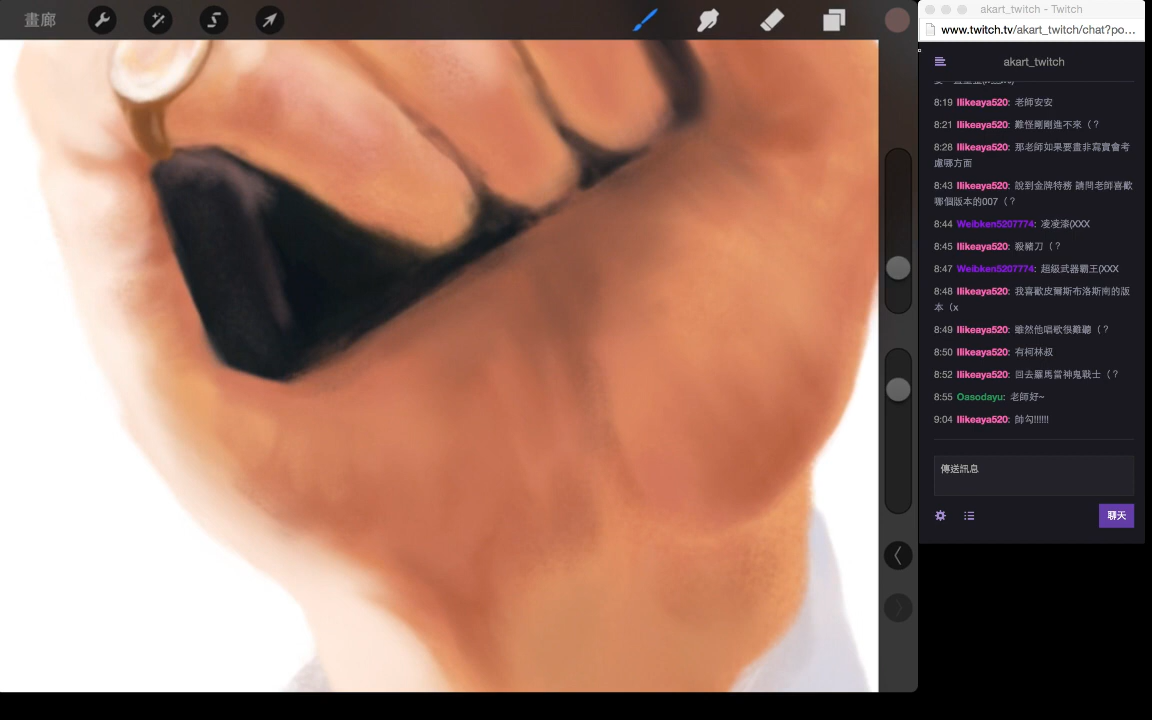 畫廊
akart_twitch - Twitch
www.twitch.tv/akart_twitch/chat?po...
akart_twitch
8:19 llikeaya520: 老師安安
8:21 llikeaya520: 難怪剛剛進不來（？
8:28 llikeaya520: 那老師如果要畫非寫實會考
慮哪方面
8:43 llikeaya520: 說到金牌特務 請問老師喜歡
哪個版本的007（？
8:44 Weibken5207774: 凌凌漆(XXX
8:45 llikeaya520: 殺豬刀（？
8:47 Weibken5207774: 超級武器霸王(XXX
8:48 llikeaya520: 我喜歡皮爾斯布洛斯南的版
本（x
8:49 llikeaya520: 雖然他唱歌很難聽（？
8:50 llikeaya520: 有柯林叔
8:52 llikeaya520: 回去羅馬當神鬼戰士（？
8:55 Oasodayu: 老師好~
9:04 llikeaya520: 帥勾!!!!!!
傳送訊息
聊天